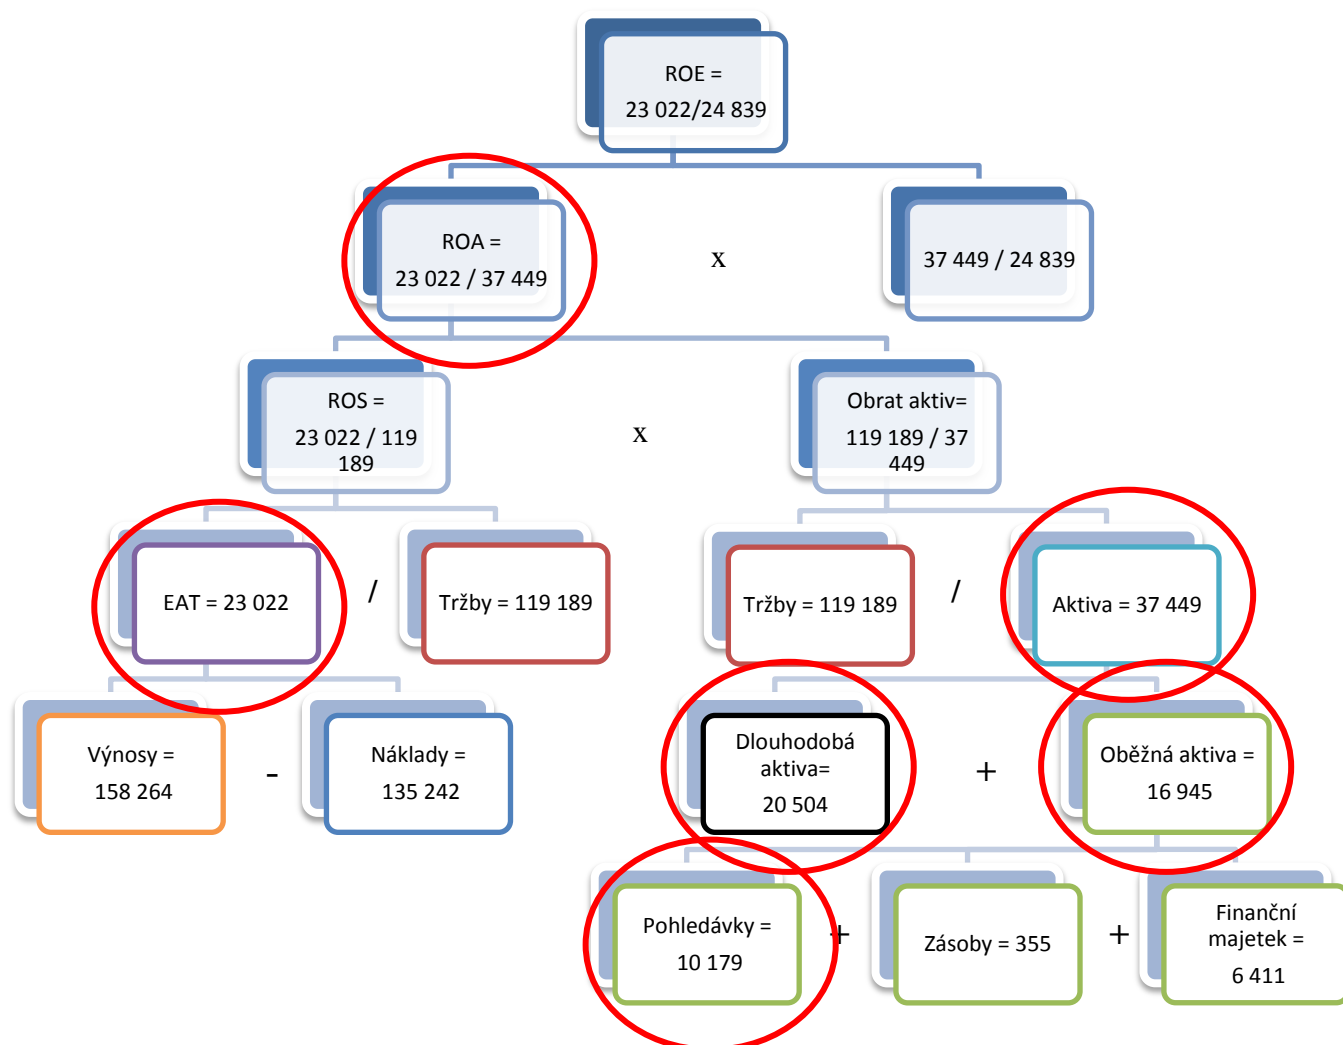 ROE =
23 022/24 839
ROA =
23 022 / 37 449
x
37 449 / 24 839
ROS =
23 022 / 119
189
x
Obrat aktiv=
119 189 / 37
449
EAT = 23 022
/
Tržby = 119 189
Tržby = 119 189
/
Aktiva = 37 449
Výnosy =
158 264
-
Náklady =
135 242
Dlouhodobá
aktiva=
20 504
+
Oběžná aktiva =
16 945
Pohledávky =
10 179
+
Zásoby = 355
+
Finanční
majetek =
6 411